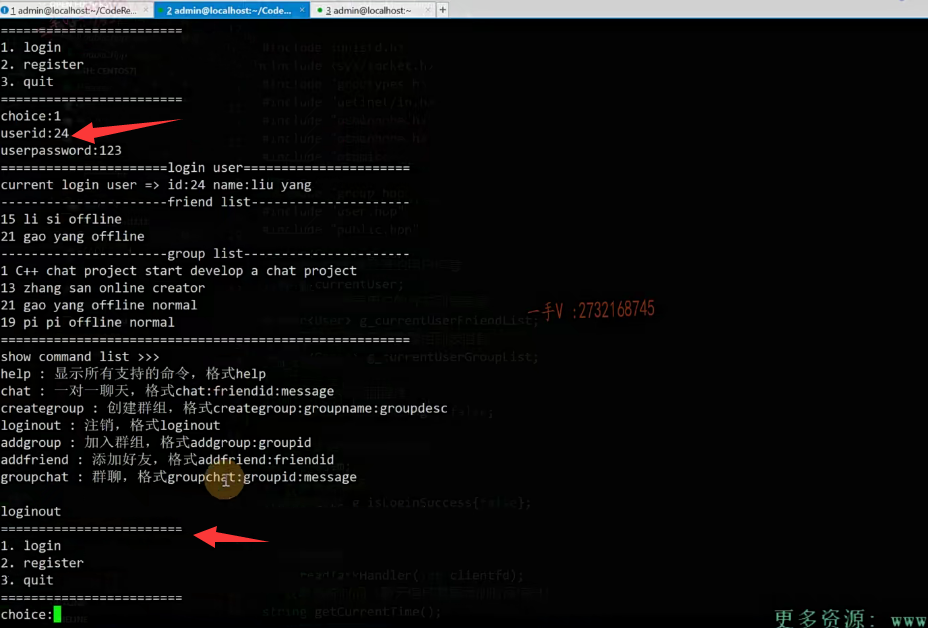 1 admin@localhost:~/CodeRe...
2 admin@localhost:~/Code...
3 admin@localhost:~
========================
1. login
2. register
3. quit
========================
choice:1
userid:24
userpassword:123
======================login user======================
current login user => id:24 name:liu yang
----------------------friend list---------------------
15 li si offline
21 gao yang offline
----------------------group list----------------------
1 C++ chat project start develop a chat project
13 zhang san online creator
21 gao yang offline normal
19 pi pi offline normal
======================================================
show command list >>>
help : 显示所有支持的命令，格式help
chat : 一对一聊天，格式chat:friendid:message
creategroup : 创建群组，格式creategroup:groupname:groupdesc
loginout : 注销，格式loginout
addgroup : 加入群组，格式addgroup:groupid
addfriend : 添加好友，格式addfriend:friendid
groupchat : 群聊，格式groupchat:groupid:message
loginout
========================
1. login
2. register
3. quit
========================
choice:
一手V :2732168745
g_currentUser;
g_currentUserFriendList;
g_currentUserGroupList;
clientfd);
string getCurrentTime();
更多资源：www